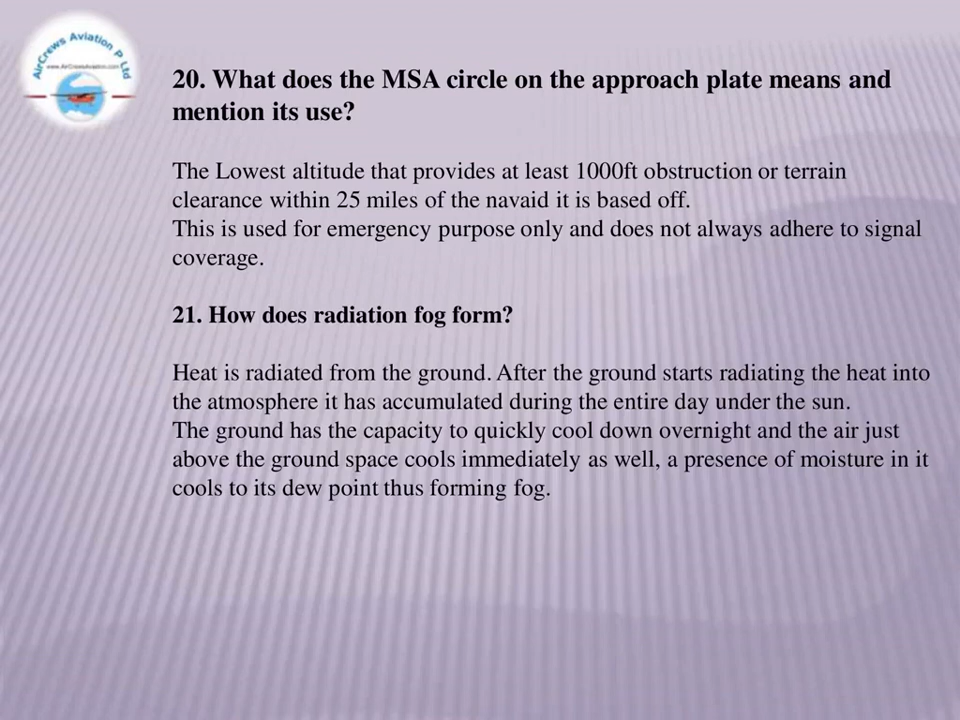 AirCrews Aviation P Ltd
www.AirCrewsAviation.com
20. What does the MSA circle on the approach plate means and
mention its use?
The Lowest altitude that provides at least 1000ft obstruction or terrain
clearance within 25 miles of the navaid it is based off.
This is used for emergency purpose only and does not always adhere to signal
coverage.
21. How does radiation fog form?
Heat is radiated from the ground. After the ground starts radiating the heat into
the atmosphere it has accumulated during the entire day under the sun.
The ground has the capacity to quickly cool down overnight and the air just
above the ground space cools immediately as well, a presence of moisture in it
cools to its dew point thus forming fog.